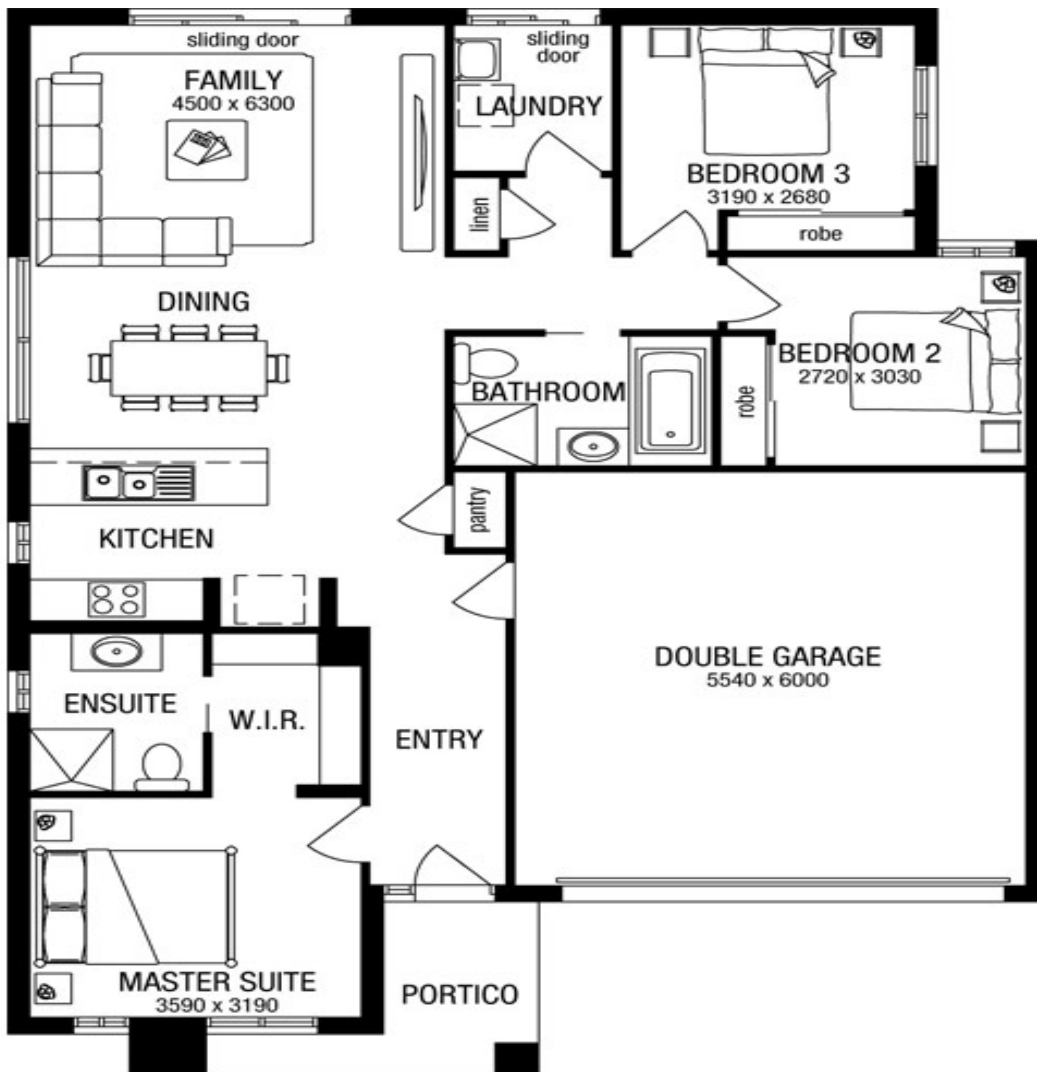 sliding door
FAMILY
4500 x 6300
sliding
door
LAUNDRY
BEDROOM 3
3190 x 2680
robe
linen
DINING
BEDROOM 2
2720 x 3030
robe
BATHROOM
pantry
KITCHEN
DOUBLE GARAGE
5540 x 6000
ENSUITE
W.I.R.
ENTRY
MASTER SUITE
3590 x 3190
PORTICO